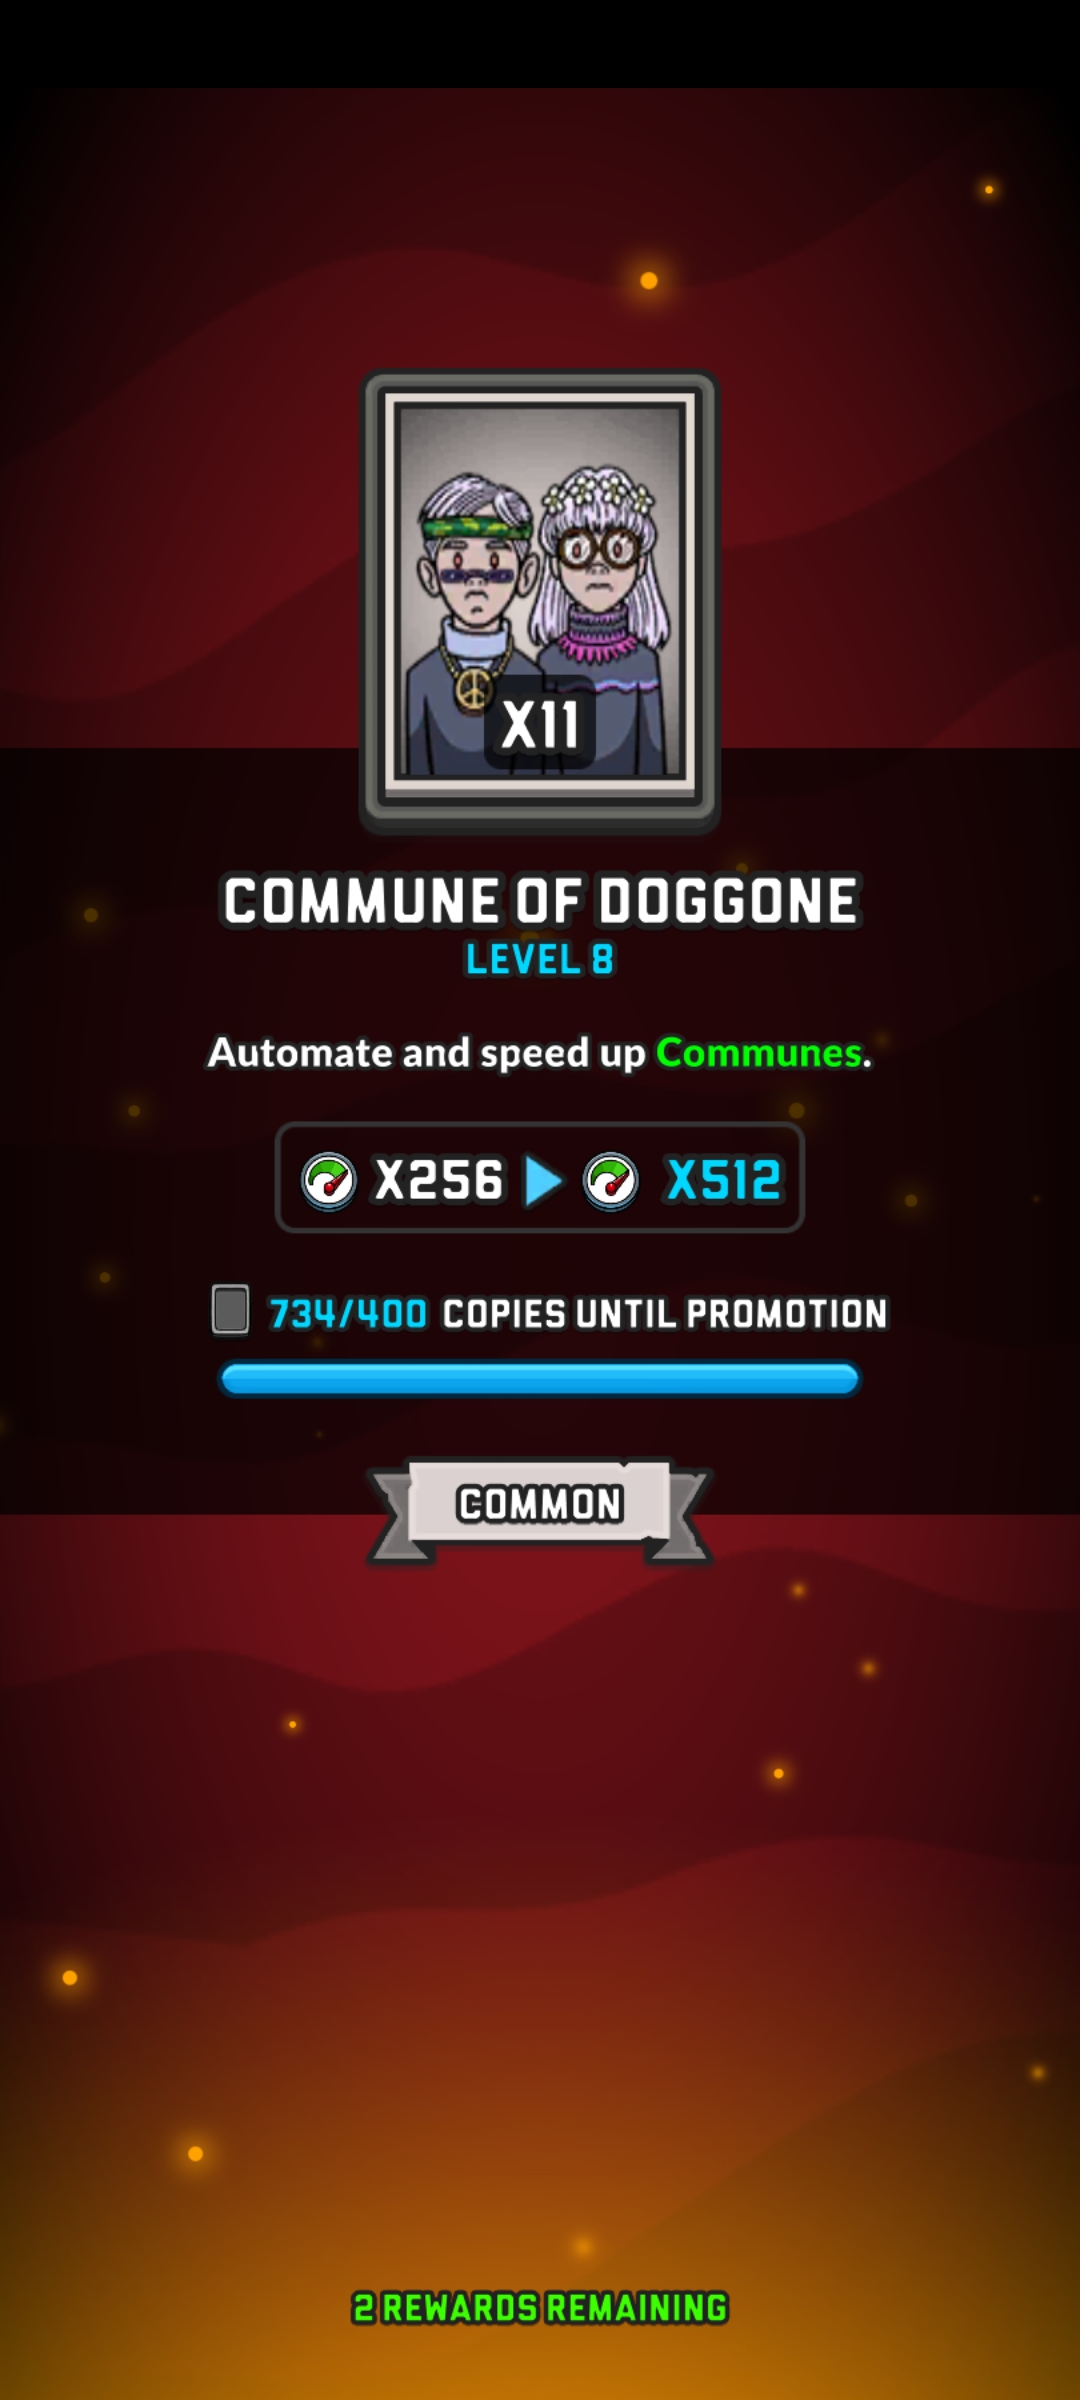 X11
COMMUNE OF DOGGONE
LEVEL 8
Automate and speed up Communes.
X256 X512
734/400 COPIES UNTIL PROMOTION
COMMON
2 REWARDS REMAINING